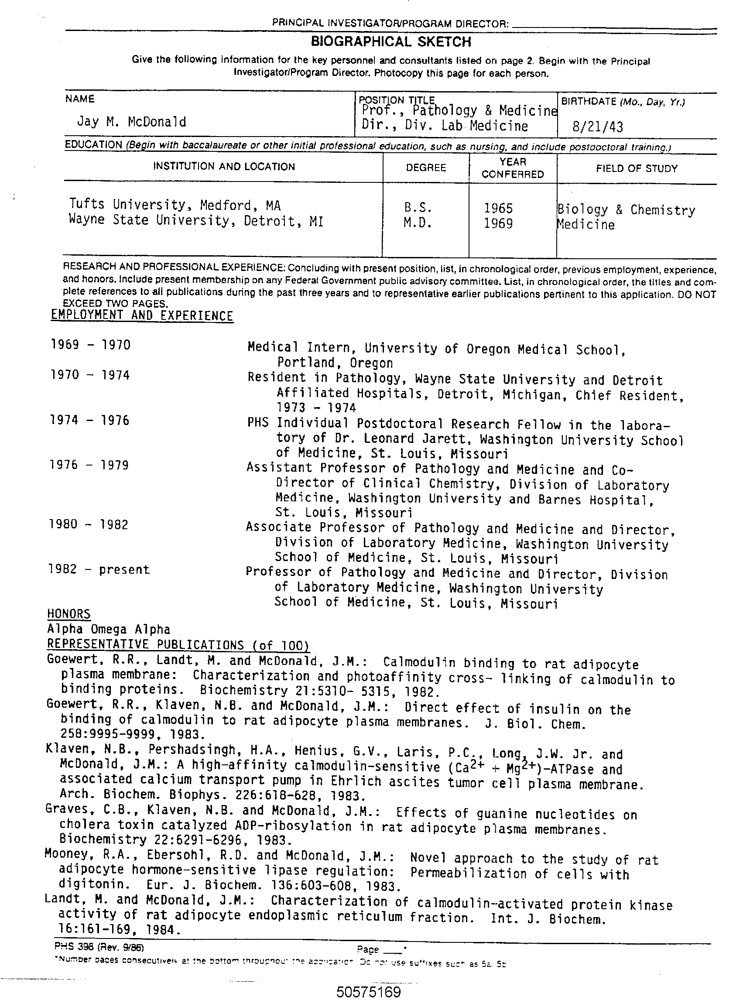 PRINCIPAL INVESTIGATOR/PROGRAM DIRECTOR:
BIOGRAPHICAL SKETCH
Give the following information for the key personnel and consultants listed on page 2. Begin with the Principal
Investigator/Program Director. Photocopy this page for each person.
NAME
Jay M. McDonald
POSITION TITLE
Prof., Pathology & Medicine
Dir., Div. Lab Medicine
BIRTHDATE (Mo., Day, Yr.)
8/21/43
EDUCATION (Begin with baccalaureate or other initial professional education, such as nursing, and include postdoctoral training.)
INSTITUTION AND LOCATION DEGREE YEAR CONFERRED FIELD OF STUDY
Tufts University, Medford, MA B.S. 1965 Biology & Chemistry
Wayne State University, Detroit, MI M.D. 1969 Medicine
RESEARCH AND PROFESSIONAL EXPERIENCE: Concluding with present position, list, in chronological order, previous employment, experience,
and honors. Include present membership on any Federal Government public advisory committee. List, in chronological order, the titles and com-
plete references to all publications during the past three years and to representative earlier publications pertinent to this application. DO NOT
EXCEED TWO PAGES.
EMPLOYMENT AND EXPERIENCE
1969 - 1970 Medical Intern, University of Oregon Medical School,
Portland, Oregon
1970 - 1974 Resident in Pathology, Wayne State University and Detroit
Affiliated Hospitals, Detroit, Michigan, Chief Resident,
1973 - 1974
1974 - 1976 PHS Individual Postdoctoral Research Fellow in the labora-
tory of Dr. Leonard Jarett, Washington University School
of Medicine, St. Louis, Missouri
1976 - 1979 Assistant Professor of Pathology and Medicine and Co-
Director of Clinical Chemistry, Division of Laboratory
Medicine, Washington University and Barnes Hospital,
St. Louis, Missouri
1980 - 1982 Associate Professor of Pathology and Medicine and Director,
Division of Laboratory Medicine, Washington University
School of Medicine, St. Louis, Missouri
1982 - present Professor of Pathology and Medicine and Director, Division
of Laboratory Medicine, Washington University
School of Medicine, St. Louis, Missouri
HONORS
Alpha Omega Alpha
REPRESENTATIVE PUBLICATIONS (of 100)
Goewert, R.R., Landt, M. and McDonald, J.M.: Calmodulin binding to rat adipocyte
plasma membrane: Characterization and photoaffinity cross- linking of calmodulin to
binding proteins. Biochemistry 21:5310- 5315, 1982.
Goewert, R.R., Klaven, N.B. and McDonald, J.M.: Direct effect of insulin on the
binding of calmodulin to rat adipocyte plasma membranes. J. Biol. Chem.
258:9995-9999, 1983.
Klaven, N.B., Pershadsingh, H.A., Henius, G.V., Laris, P.C., Long, J.W. Jr. and
McDonald, J.M.: A high-affinity calmodulin-sensitive (Ca2+ + Mg2+)-ATPase and
associated calcium transport pump in Ehrlich ascites tumor cell plasma membrane.
Arch. Biochem. Biophys. 226:618-628, 1983.
Graves, C.B., Klaven, N.B. and McDonald, J.M.: Effects of guanine nucleotides on
cholera toxin catalyzed ADP-ribosylation in rat adipocyte plasma membranes.
Biochemistry 22:6291-6296, 1983.
Mooney, R.A., Ebersohl, R.D. and McDonald, J.M.: Novel approach to the study of rat
adipocyte hormone-sensitive lipase regulation: Permeabilization of cells with
digitonin. Eur. J. Biochem. 136:603-608, 1983.
Landt, M. and McDonald, J.M.: Characterization of calmodulin-activated protein kinase
activity of rat adipocyte endoplasmic reticulum fraction. Int. J. Biochem.
16:161-169, 1984.
PHS 398 (Rev. 9/86) Page ___*
*Number pages consecutively at the bottom throughout the application. Do not use suffixes such as 5a, 5b
50575169